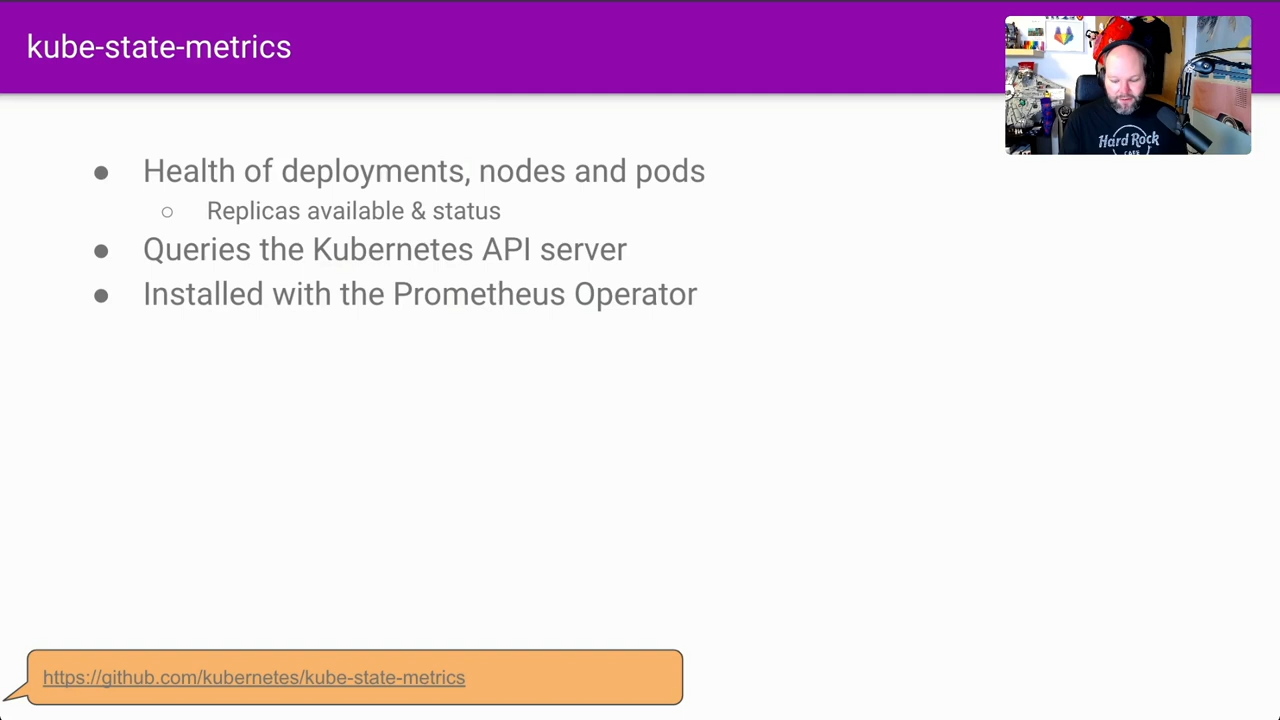 kube-state-metrics
Hard Rock
CAFE
● Health of deployments, nodes and pods
○ Replicas available & status
● Queries the Kubernetes API server
● Installed with the Prometheus Operator
https://github.com/kubernetes/kube-state-metrics